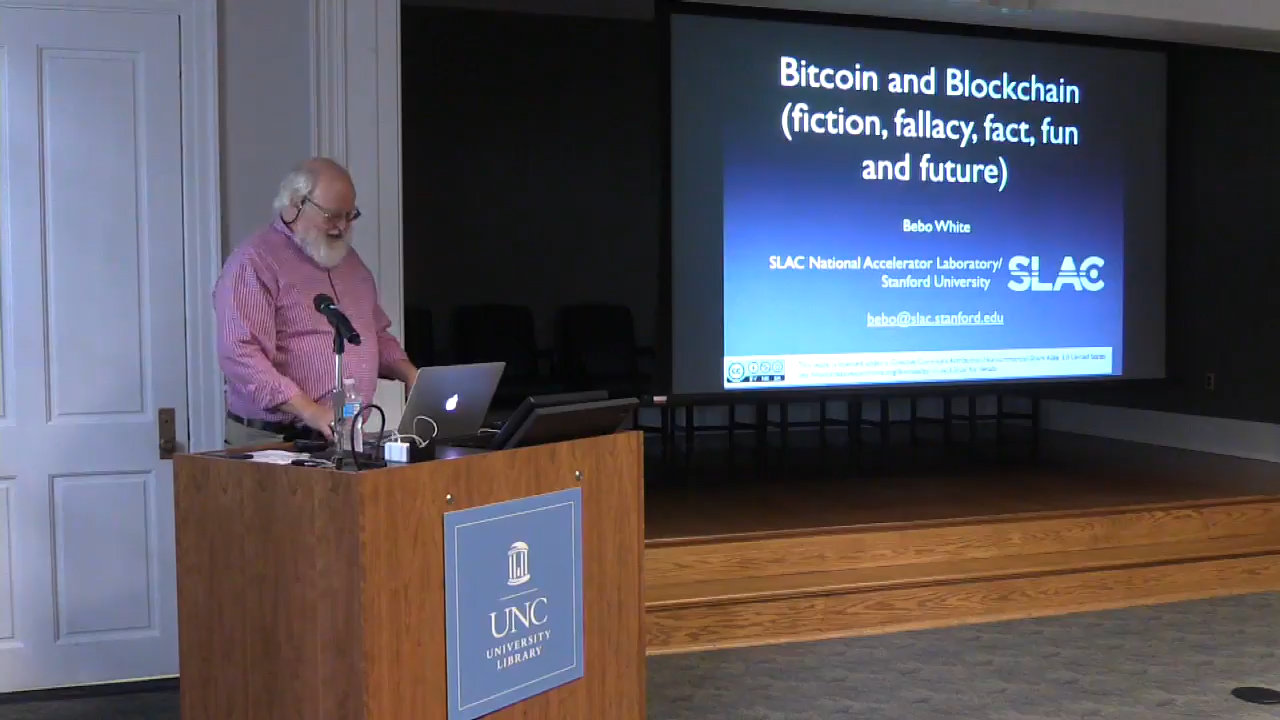 Bitcoin and Blockchain
(fiction, fallacy, fact, fun
and future)
Bebo White
SLAC National Accelerator Laboratory/
Stanford University
SLAC
bebo@slac.stanford.edu
cc
UNC
UNIVERSITY
LIBRARY